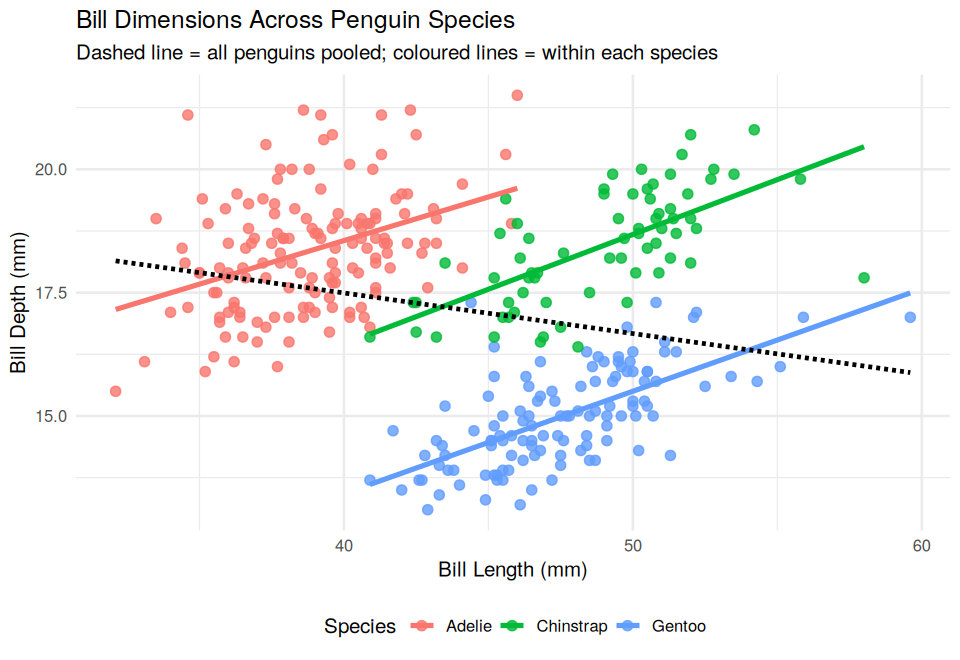 Bill Dimensions Across Penguin Species
Dashed line = all penguins pooled; coloured lines = within each species
Bill Depth (mm)
20.0
17.5
15.0
40
50
60
Bill Length (mm)
Species
Adelie
Chinstrap
Gentoo